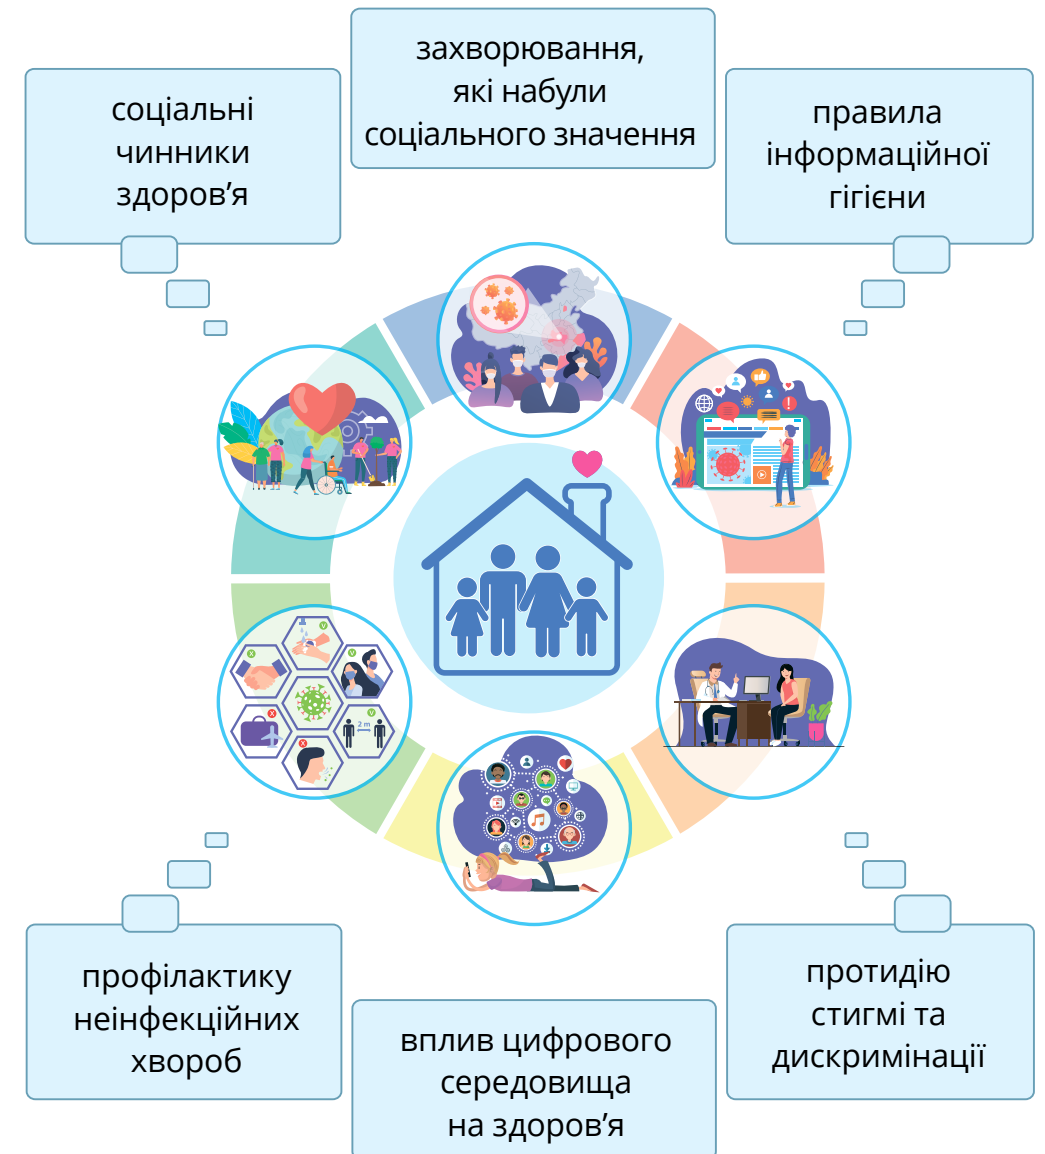 захворювання,
які набули
соціального значення
соціальні
чинники
здоров’я
правила
інформаційної
гігієни
2 m
профілактику
неінфекційних
хвороб
вплив цифрового
середовища
на здоров’я
протидію
стигмі та
дискримінації